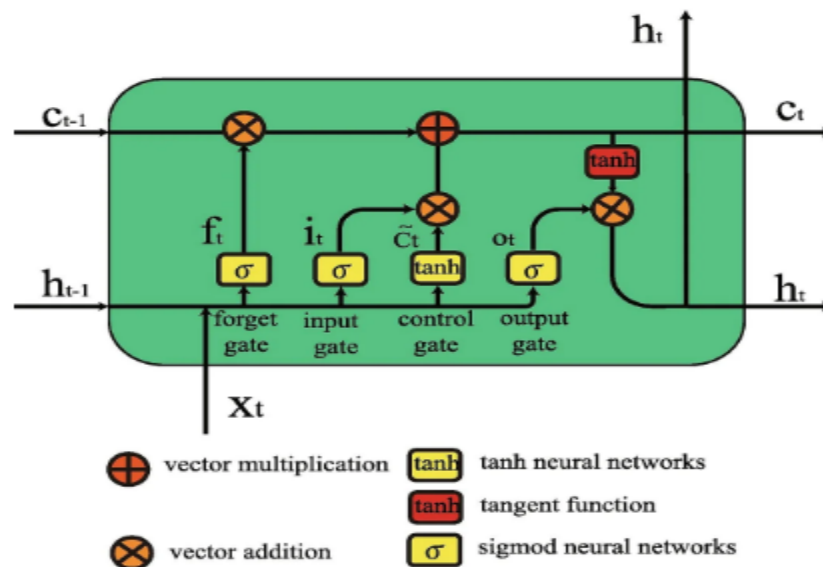 hₜ
cₜ₋₁
cₜ
tanh
fₜ
iₜ
C̃ₜ
oₜ
σ
σ
tanh
σ
hₜ₋₁
hₜ
forget gate
input gate
control gate
output gate
xₜ
vector multiplication
tanh
tanh neural networks
tanh
tangent function
vector addition
σ
sigmod neural networks